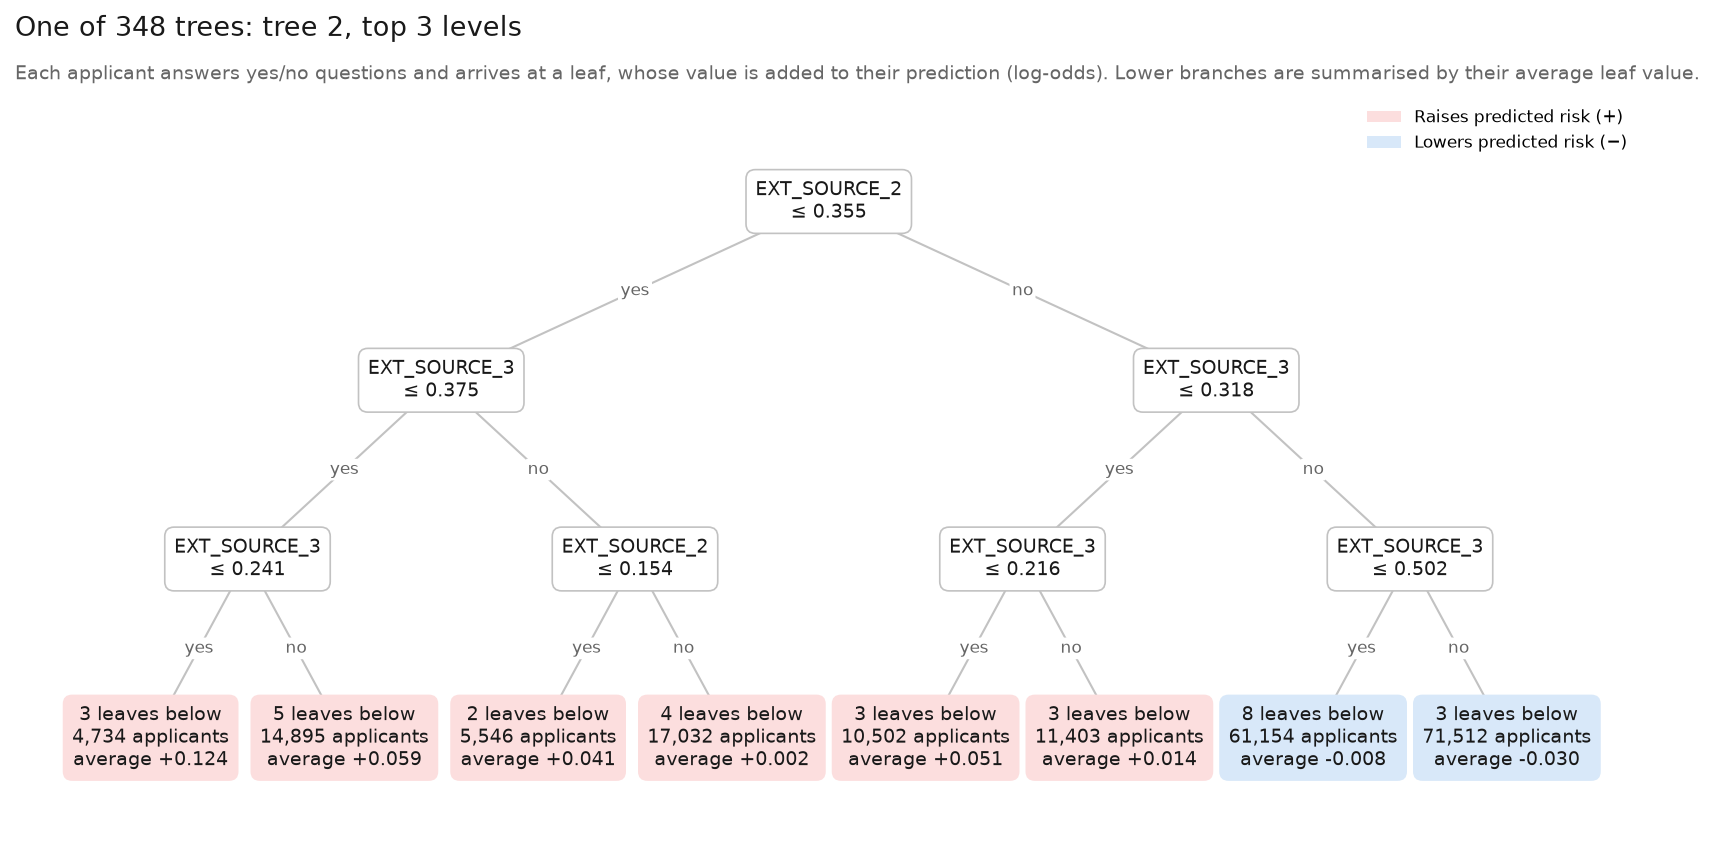 One of 348 trees: tree 2, top 3 levels
Each applicant answers yes/no questions and arrives at a leaf, whose value is added to their prediction (log-odds). Lower branches are summarised by their average leaf value.
Raises predicted risk (+)
Lowers predicted risk (−)
EXT_SOURCE_2
≤ 0.355
yes
no
EXT_SOURCE_3
≤ 0.375
EXT_SOURCE_3
≤ 0.318
yes
no
yes
no
EXT_SOURCE_3
≤ 0.241
EXT_SOURCE_2
≤ 0.154
EXT_SOURCE_3
≤ 0.216
EXT_SOURCE_3
≤ 0.502
yes
no
yes
no
yes
no
yes
no
3 leaves below
4,734 applicants
average +0.124
5 leaves below
14,895 applicants
average +0.059
2 leaves below
5,546 applicants
average +0.041
4 leaves below
17,032 applicants
average +0.002
3 leaves below
10,502 applicants
average +0.051
3 leaves below
11,403 applicants
average +0.014
8 leaves below
61,154 applicants
average -0.008
3 leaves below
71,512 applicants
average -0.030